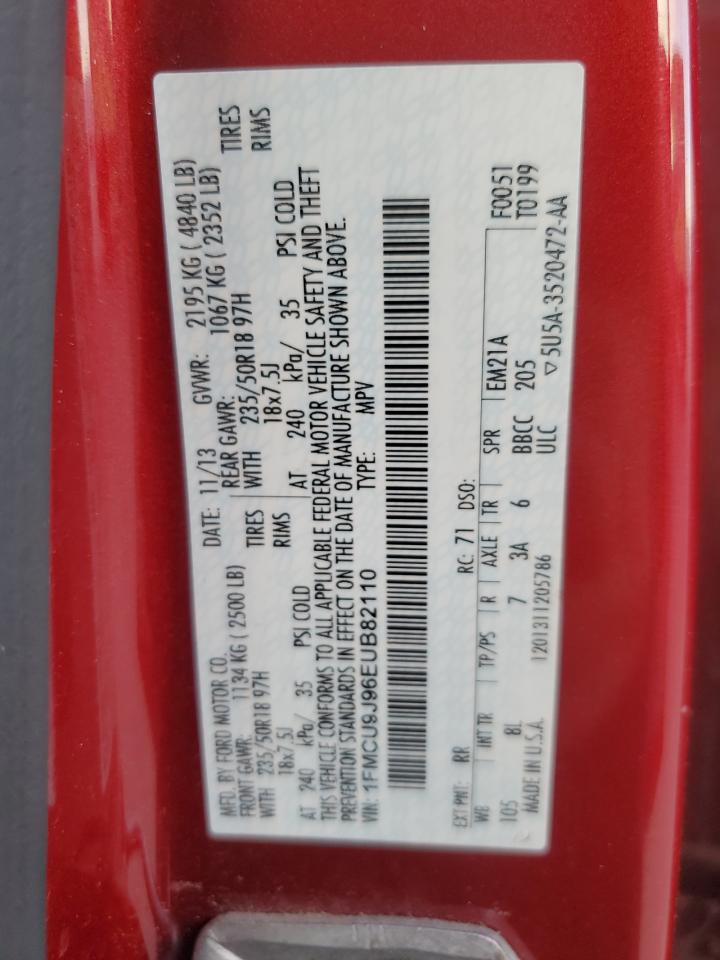 MFD. BY FORD MOTOR CO. DATE: 11/13 GVWR: 2195 KG ( 4840 LB)
FRONT GAWR: 1134 KG ( 2500 LB) REAR GAWR: 1067 KG ( 2352 LB)
WITH 235/50R18 97H TIRES WITH 235/50R18 97H TIRES
18x7.5J RIMS 18x7.5J RIMS
AT 240 kPa/ 35 PSI COLD AT 240 kPa/ 35 PSI COLD
THIS VEHICLE CONFORMS TO ALL APPLICABLE FEDERAL MOTOR VEHICLE SAFETY AND THEFT
PREVENTION STANDARDS IN EFFECT ON THE DATE OF MANUFACTURE SHOWN ABOVE.
VIN: 1FMCU9J96EUB82110 TYPE: MPV
EXT PNT: RR RC: 71 DSO: F0051
WB INT TR TP/PS R AXLE TR SPR EM21A T0199
105 8L 7 3A 6 BBCC 205
MADE IN U.S.A. 1201311205786 ULC ▽5U5A-3520472-AA